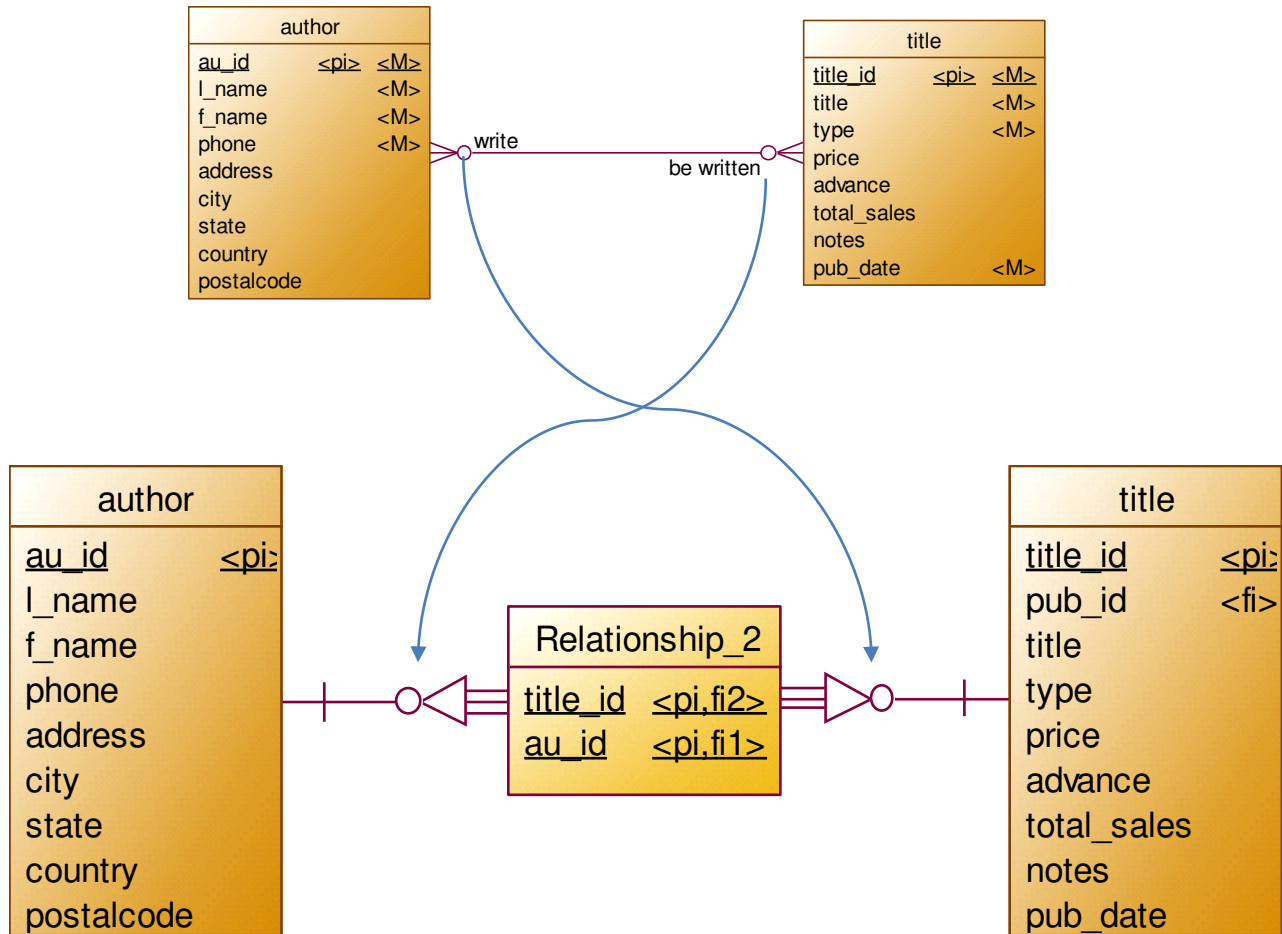 author
au_id <pi> <M>
l_name <M>
f_name <M>
phone <M>
address
city
state
country
postalcode
write
be written
title
title_id <pi> <M>
title <M>
type <M>
price
advance
total_sales
notes
pub_date <M>
author
au_id <pi>
l_name
f_name
phone
address
city
state
country
postalcode
Relationship_2
title_id <pi,fi2>
au_id <pi,fi1>
title
title_id <pi>
pub_id <fi>
title
type
price
advance
total_sales
notes
pub_date